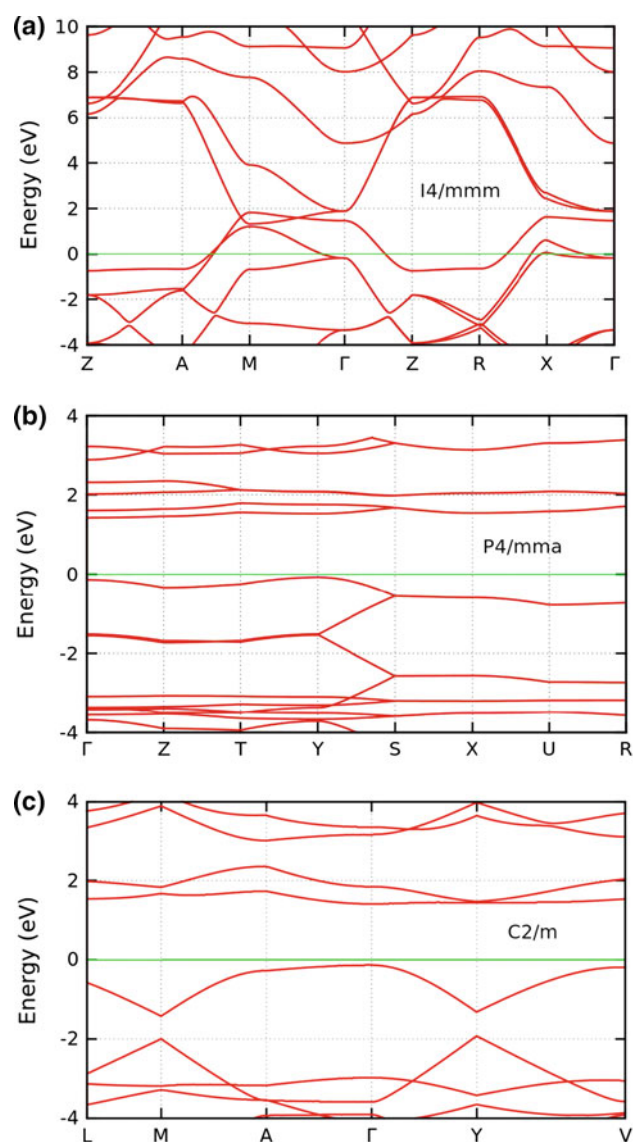 (a)
10
8
6
4
2
0
-2
-4
Energy (eV)
I4/mmm
Z A M Γ Z R X Γ
(b)
4
2
0
-2
-4
Energy (eV)
P4/mma
Γ Z T Y S X U R
(c)
4
2
0
-2
-4
Energy (eV)
C2/m
L M A Γ Y V